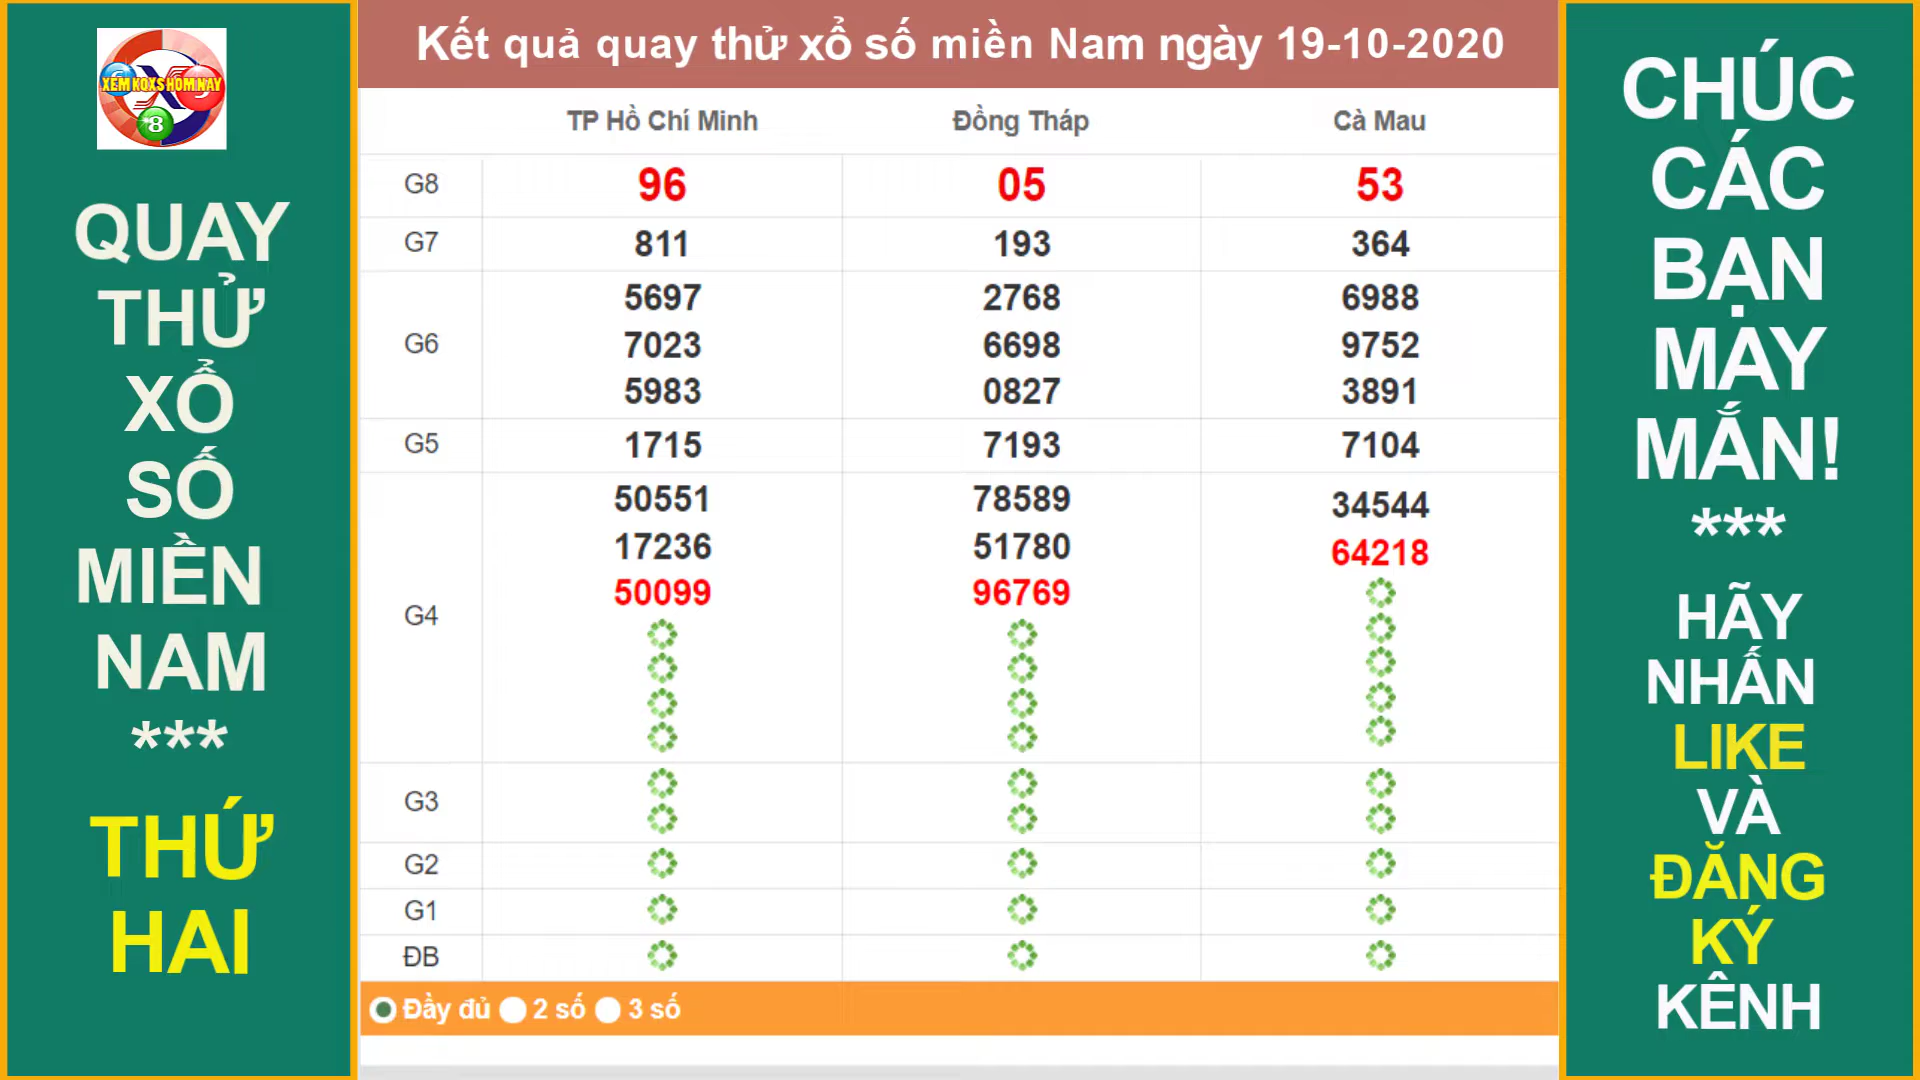 XEMKQXSHOMNAY
8
QUAY
THỬ
XỔ
SỐ
MIỀN
NAM
***
THỨ
HAI
Kết quả quay thử xổ số miền Nam ngày 19-10-2020
TP Hồ Chí Minh Đồng Tháp Cà Mau
G8 96 05 53
G7 811 193 364
5697 2768 6988
G6 7023 6698 9752
5983 0827 3891
G5 1715 7193 7104
50551 78589 34544
17236 51780 64218
50099 96769
G4
G3
G2
G1
ĐB
Đầy đủ 2 số 3 số
CHÚC
CÁC
BẠN
MAY
MẮN!
***
HÃY
NHẤN
LIKE
VÀ
ĐĂNG
KÝ
KÊNH